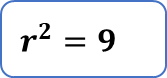 r² = 9